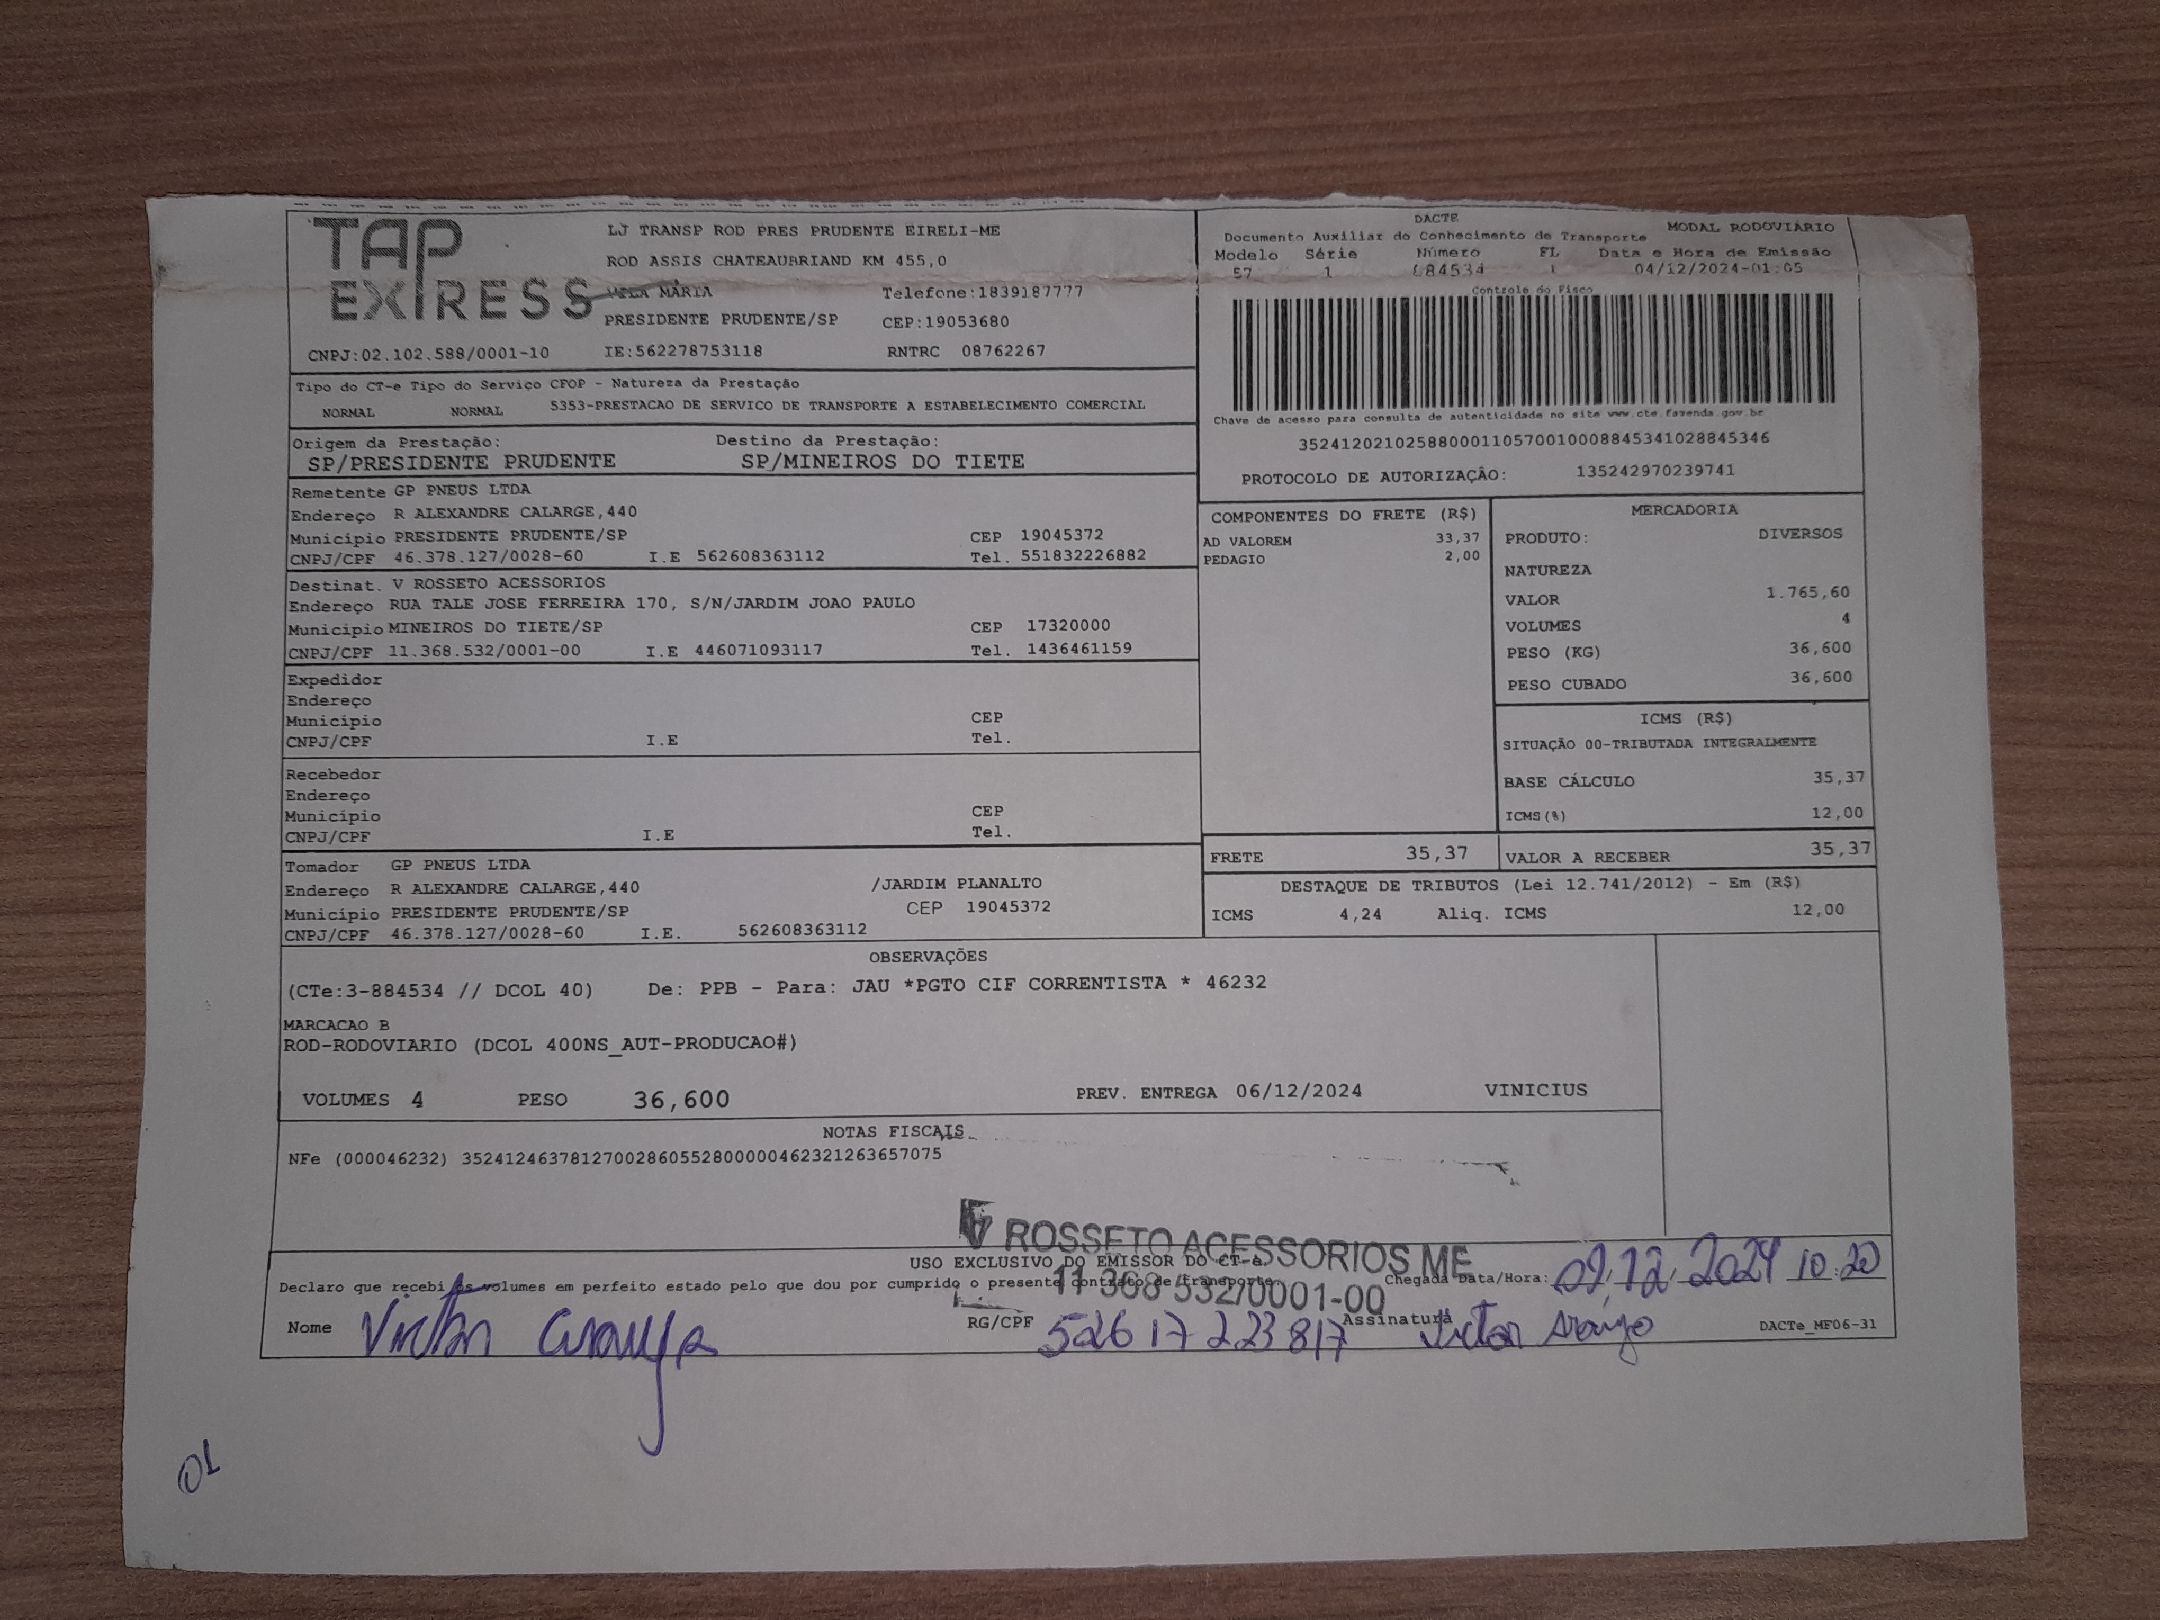 TAP
EXPRESS
LJ TRANSP ROD PRES PRUDENTE EIRELI-ME
ROD ASSIS CHATEAUBRIAND KM 455,0
VILA MARIA Telefone:1839187777
PRESIDENTE PRUDENTE/SP CEP:19053680
CNPJ:02.102.588/0001-10 IE:562278753118 RNTRC 08762267
DACTE MODAL RODOVIÁRIO
Documento Auxiliar do Conhecimento de Transporte
Modelo Série Número FL Data e Hora de Emissão
57 1 884534 1 04/12/2024-01:05
Controle do Fisco
Chave de acesso para consulta de autenticidade no site www.cte.fazenda.gov.br
35241202102588000110570010008845341028845346
PROTOCOLO DE AUTORIZAÇÃO: 135242970239741
Tipo do CT-e Tipo do Serviço CFOP - Natureza da Prestação
NORMAL NORMAL 5353-PRESTACAO DE SERVICO DE TRANSPORTE A ESTABELECIMENTO COMERCIAL
Origem da Prestação: Destino da Prestação:
SP/PRESIDENTE PRUDENTE SP/MINEIROS DO TIETE
Remetente GP PNEUS LTDA
Endereço R ALEXANDRE CALARGE,440
Município PRESIDENTE PRUDENTE/SP CEP 19045372
CNPJ/CPF 46.378.127/0028-60 I.E 562608363112 Tel. 551832226882
Destinat. V ROSSETO ACESSORIOS
Endereço RUA TALE JOSE FERREIRA 170, S/N/JARDIM JOAO PAULO
Município MINEIROS DO TIETE/SP CEP 17320000
CNPJ/CPF 11.368.532/0001-00 I.E 446071093117 Tel. 1436461159
Expedidor
Endereço
Município CEP
CNPJ/CPF I.E Tel.
Recebedor
Endereço
Município CEP
CNPJ/CPF I.E Tel.
Tomador GP PNEUS LTDA
Endereço R ALEXANDRE CALARGE,440 /JARDIM PLANALTO
Município PRESIDENTE PRUDENTE/SP CEP 19045372
CNPJ/CPF 46.378.127/0028-60 I.E. 562608363112
COMPONENTES DO FRETE (R$)
AD VALOREM 33,37
PEDAGIO 2,00
MERCADORIA
PRODUTO: DIVERSOS
NATUREZA
VALOR 1.765,60
VOLUMES 4
PESO (KG) 36,600
PESO CUBADO 36,600
ICMS (R$)
SITUAÇÃO 00-TRIBUTADA INTEGRALMENTE
BASE CÁLCULO 35,37
ICMS(%) 12,00
FRETE 35,37 VALOR A RECEBER 35,37
DESTAQUE DE TRIBUTOS (Lei 12.741/2012) - Em (R$)
ICMS 4,24 Aliq. ICMS 12,00
OBSERVAÇÕES
(CTe:3-884534 // DCOL 40) De: PPB - Para: JAU *PGTO CIF CORRENTISTA * 46232
MARCACAO B
ROD-RODOVIARIO (DCOL 400NS_AUT-PRODUCAO#)
VOLUMES 4 PESO 36,600 PREV. ENTREGA 06/12/2024 VINICIUS
NOTAS FISCAIS
NFe (000046232) 35241246378127002860552800000462321263657075
V ROSSETO ACESSORIOS ME
11 368 532/0001-00
USO EXCLUSIVO DO EMISSOR DO CT-e
Declaro que recebi os volumes em perfeito estado pelo que dou por cumprido o presente contrato de transporte. Chegada Data/Hora: 09/12/2024 10:20
Nome Victor Araujo RG/CPF 526 17 223 817 Assinatura Victor Araujo DACTe_MF06-31
01